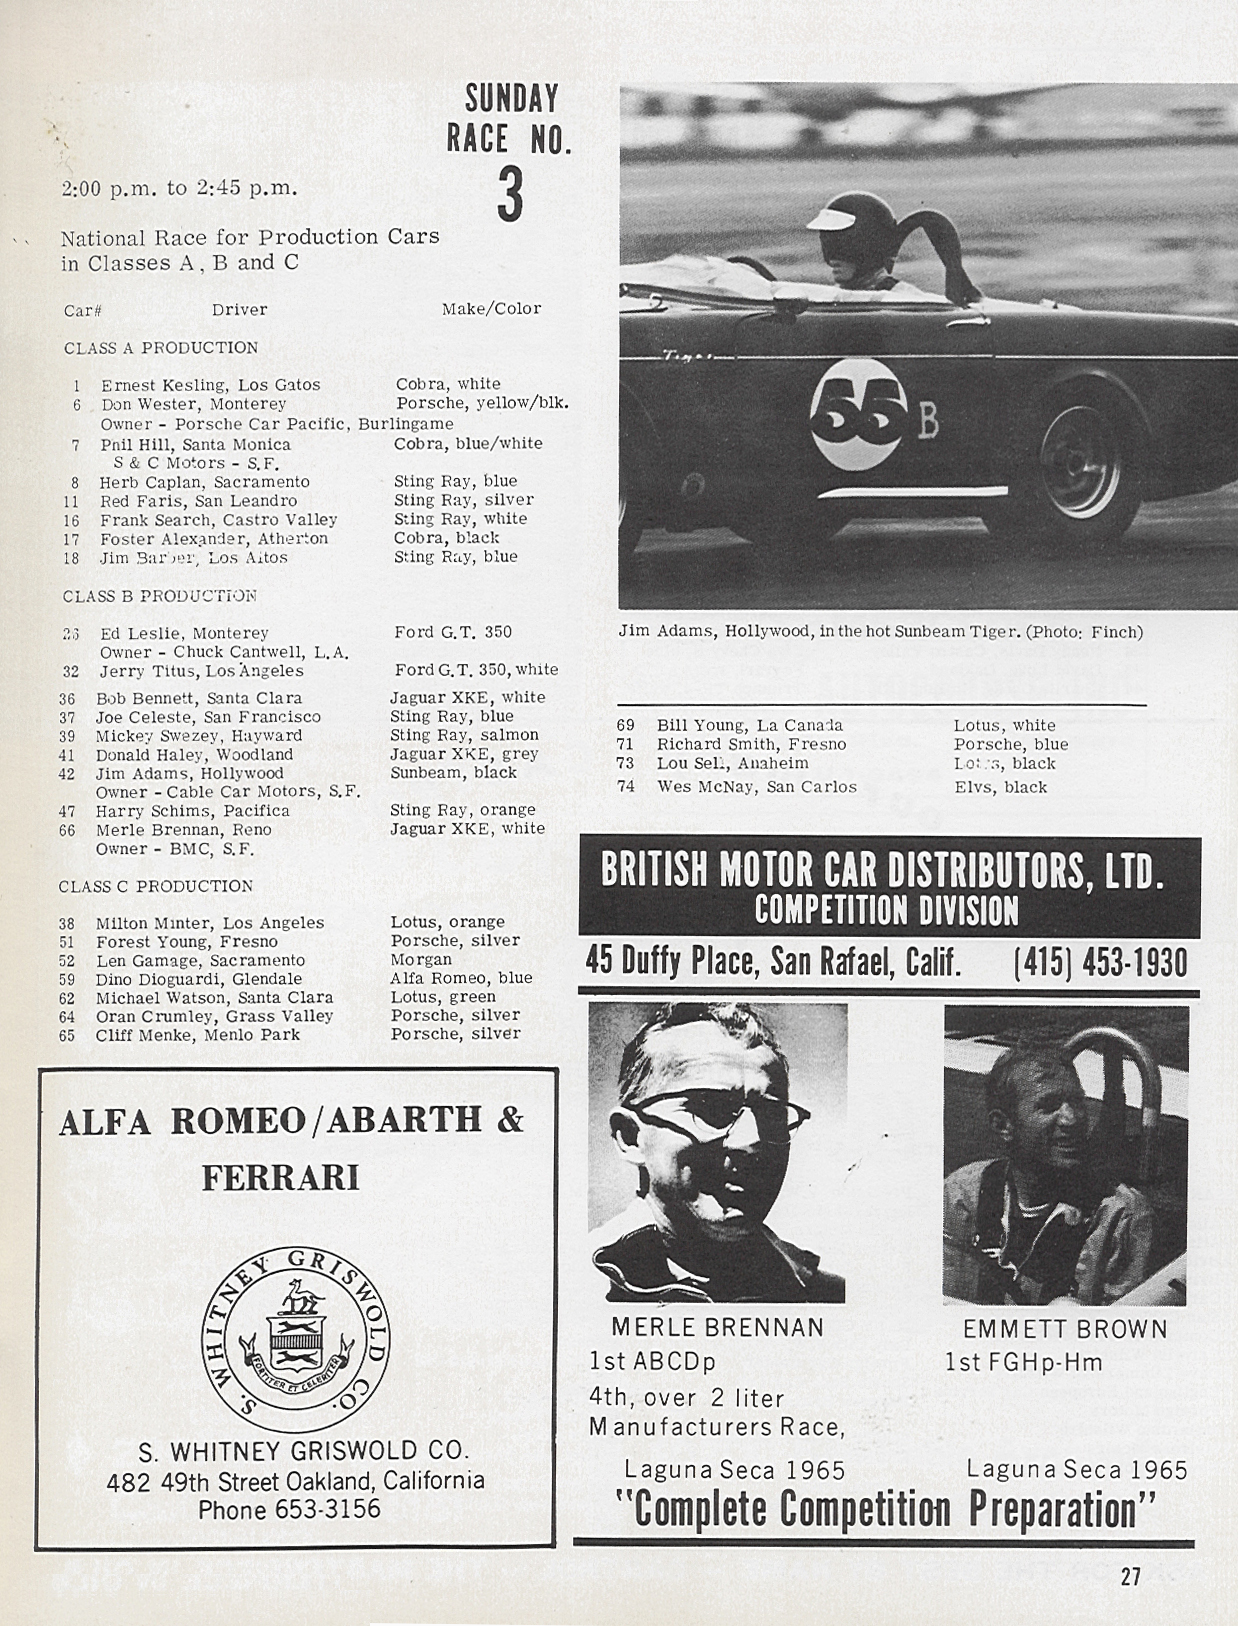 SUNDAY
RACE NO.
3
2:00 p.m. to 2:45 p.m.
National Race for Production Cars
in Classes A, B and C
Car# Driver Make/Color
CLASS A PRODUCTION
1 Ernest Kesling, Los Gatos Cobra, white
6 Don Wester, Monterey Porsche, yellow/blk.
Owner - Porsche Car Pacific, Burlingame
7 Phil Hill, Santa Monica Cobra, blue/white
S & C Motors - S.F.
8 Herb Caplan, Sacramento Sting Ray, blue
11 Red Faris, San Leandro Sting Ray, silver
16 Frank Search, Castro Valley Sting Ray, white
17 Foster Alexander, Atherton Cobra, black
18 Jim Barber, Los Altos Sting Ray, blue
CLASS B PRODUCTION
Ed Leslie, Monterey Ford G.T. 350
Owner - Chuck Cantwell, L.A.
32 Jerry Titus, Los Angeles Ford G.T. 350, white
36 Bob Bennett, Santa Clara Jaguar XKE, white
37 Joe Celeste, San Francisco Sting Ray, blue
39 Mickey Swezey, Hayward Sting Ray, salmon
41 Donald Haley, Woodland Jaguar XKE, grey
42 Jim Adams, Hollywood Sunbeam, black
Owner - Cable Car Motors, S.F.
47 Harry Schims, Pacifica Sting Ray, orange
66 Merle Brennan, Reno Jaguar XKE, white
Owner - BMC, S.F.
CLASS C PRODUCTION
38 Milton Minter, Los Angeles Lotus, orange
51 Forest Young, Fresno Porsche, silver
52 Len Gamage, Sacramento Morgan
59 Dino Dioguardi, Glendale Alfa Romeo, blue
62 Michael Watson, Santa Clara Lotus, green
64 Oran Crumley, Grass Valley Porsche, silver
65 Cliff Menke, Menlo Park Porsche, silver
Tiger
55 B
Jim Adams, Hollywood, in the hot Sunbeam Tiger. (Photo: Finch)
69 Bill Young, La Canada Lotus, white
71 Richard Smith, Fresno Porsche, blue
73 Lou Sell, Anaheim Lotus, black
74 Wes McNay, San Carlos Elvs, black
ALFA ROMEO/ABARTH &
FERRARI
S. WHITNEY GRISWOLD CO.
FORTITER ET CELERITER
S. WHITNEY GRISWOLD CO.
482 49th Street Oakland, California
Phone 653-3156
BRITISH MOTOR CAR DISTRIBUTORS, LTD.
COMPETITION DIVISION
45 Duffy Place, San Rafael, Calif. (415) 453-1930
MERLE BRENNAN
1st ABCDp
4th, over 2 liter
Manufacturers Race,
Laguna Seca 1965
EMMETT BROWN
1st FGHp-Hm
Laguna Seca 1965
"Complete Competition Preparation"
27